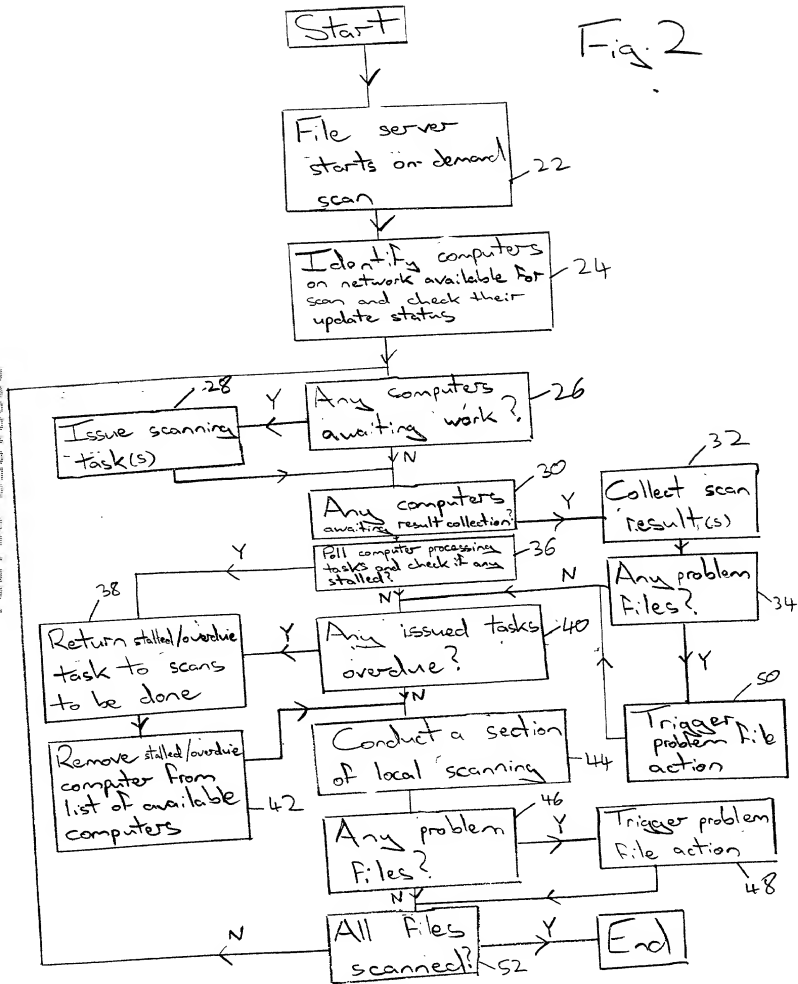 Start
Fig. 2
File server
starts on demand
scan
22
Identify computers
on network available for
scan and check their
update status
24
28
Y
Any computers
awaiting work?
26
Issue scanning
task(s)
N
32
30
Any computers
awaiting result collection?
Y
Collect scan
result(s)
Y
Poll computer processing
tasks and check if any
stalled?
36
N
Any problem
files?
34
38
N
Return stalled/overdue
task to scans
to be done
Y
Any issued tasks
overdue?
40
Y
50
N
Remove stalled/overdue
computer from
list of available
computers
42
Conduct a section
of local scanning
44
Trigger
problem file
action
46
Any problem
files?
Y
Trigger problem
file action
48
N
N
All files
scanned?
52
Y
End